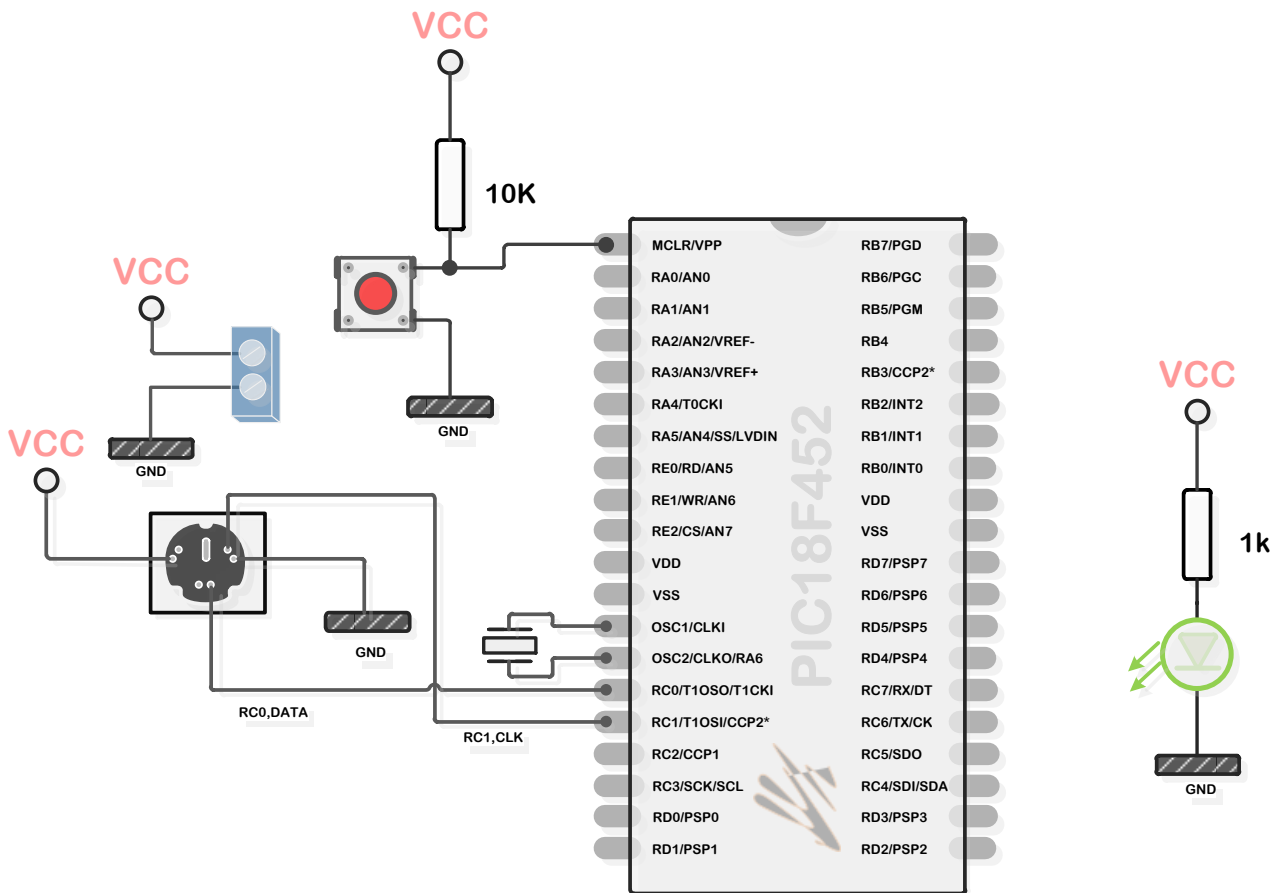 VCC
10K
VCC
GND
GND
VCC
GND
RC0,DATA
RC1,CLK
MCLR/VPP
RA0/AN0
RA1/AN1
RA2/AN2/VREF-
RA3/AN3/VREF+
RA4/T0CKI
RA5/AN4/SS/LVDIN
RE0/RD/AN5
RE1/WR/AN6
RE2/CS/AN7
VDD
VSS
OSC1/CLKI
OSC2/CLKO/RA6
RC0/T1OSO/T1CKI
RC1/T1OSI/CCP2*
RC2/CCP1
RC3/SCK/SCL
RD0/PSP0
RD1/PSP1
PIC18F452
RB7/PGD
RB6/PGC
RB5/PGM
RB4
RB3/CCP2*
RB2/INT2
RB1/INT1
RB0/INT0
VDD
VSS
RD7/PSP7
RD6/PSP6
RD5/PSP5
RD4/PSP4
RC7/RX/DT
RC6/TX/CK
RC5/SDO
RC4/SDI/SDA
RD3/PSP3
RD2/PSP2
VCC
1k
GND